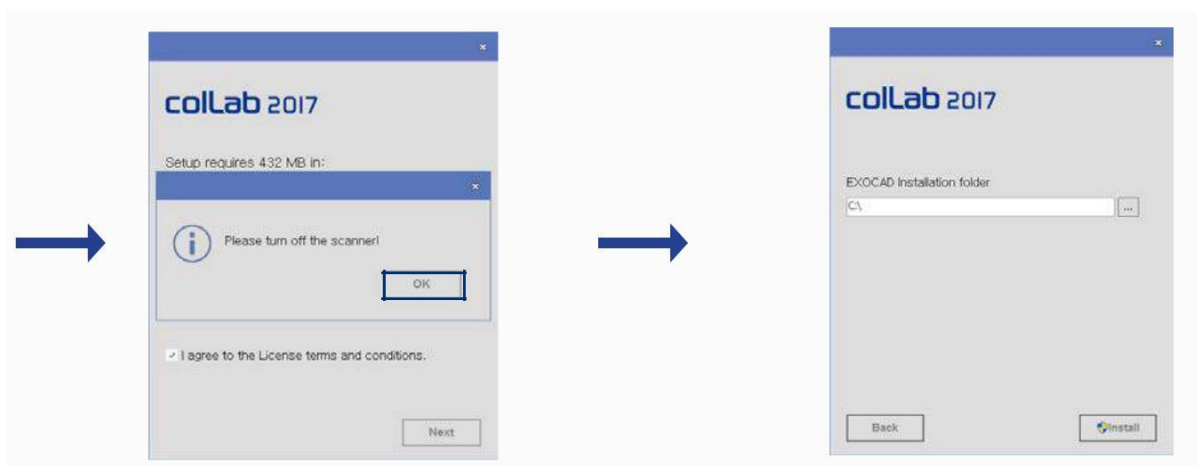 colLab 2017
Setup requires 432 MB in:
Please turn off the scanner!
OK
I agree to the License terms and conditions.
Next
colLab 2017
EXOCAD Installation folder
C:\
...
Back
Install